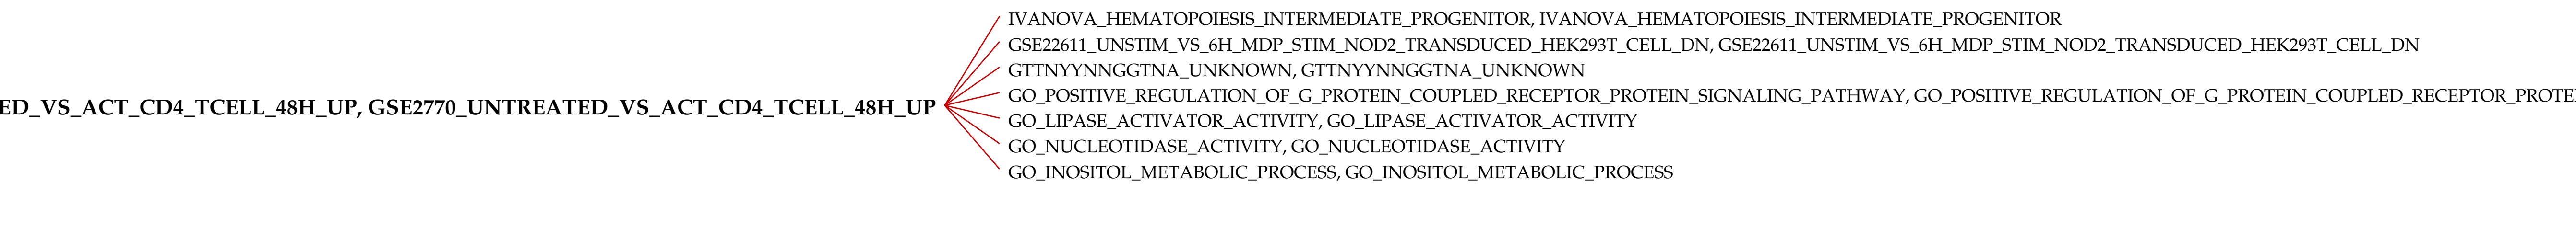 IVANOVA_HEMATOPOIESIS_INTERMEDIATE_PROGENITOR, IVANOVA_HEMATOPOIESIS_INTERMEDIATE_PROGENITOR
GSE22611_UNSTIM_VS_6H_MDP_STIM_NOD2_TRANSDUCED_HEK293T_CELL_DN, GSE22611_UNSTIM_VS_6H_MDP_STIM_NOD2_TRANSDUCED_HEK293T_CELL_DN
GTTNYYNNGGTNA_UNKNOWN, GTTNYYNNGGTNA_UNKNOWN
GO_POSITIVE_REGULATION_OF_G_PROTEIN_COUPLED_RECEPTOR_PROTEIN_SIGNALING_PATHWAY, GO_POSITIVE_REGULATION_OF_G_PROTEIN_COUPLED_RECEPTOR_PROTE
ED_VS_ACT_CD4_TCELL_48H_UP, GSE2770_UNTREATED_VS_ACT_CD4_TCELL_48H_UP
GO_LIPASE_ACTIVATOR_ACTIVITY, GO_LIPASE_ACTIVATOR_ACTIVITY
GO_NUCLEOTIDASE_ACTIVITY, GO_NUCLEOTIDASE_ACTIVITY
GO_INOSITOL_METABOLIC_PROCESS, GO_INOSITOL_METABOLIC_PROCESS